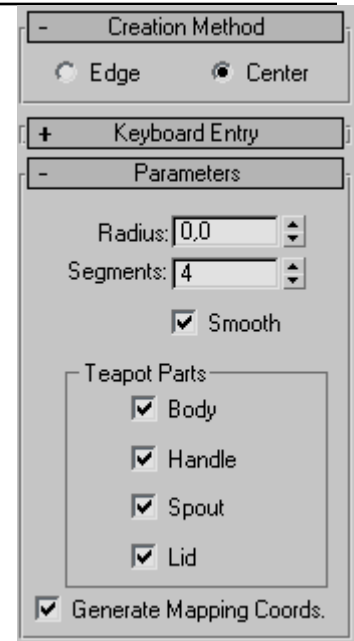 - Creation Method
Edge Center
+ Keyboard Entry
- Parameters
Radius: 0,0
Segments: 4
Smooth
Teapot Parts
Body
Handle
Spout
Lid
Generate Mapping Coords.